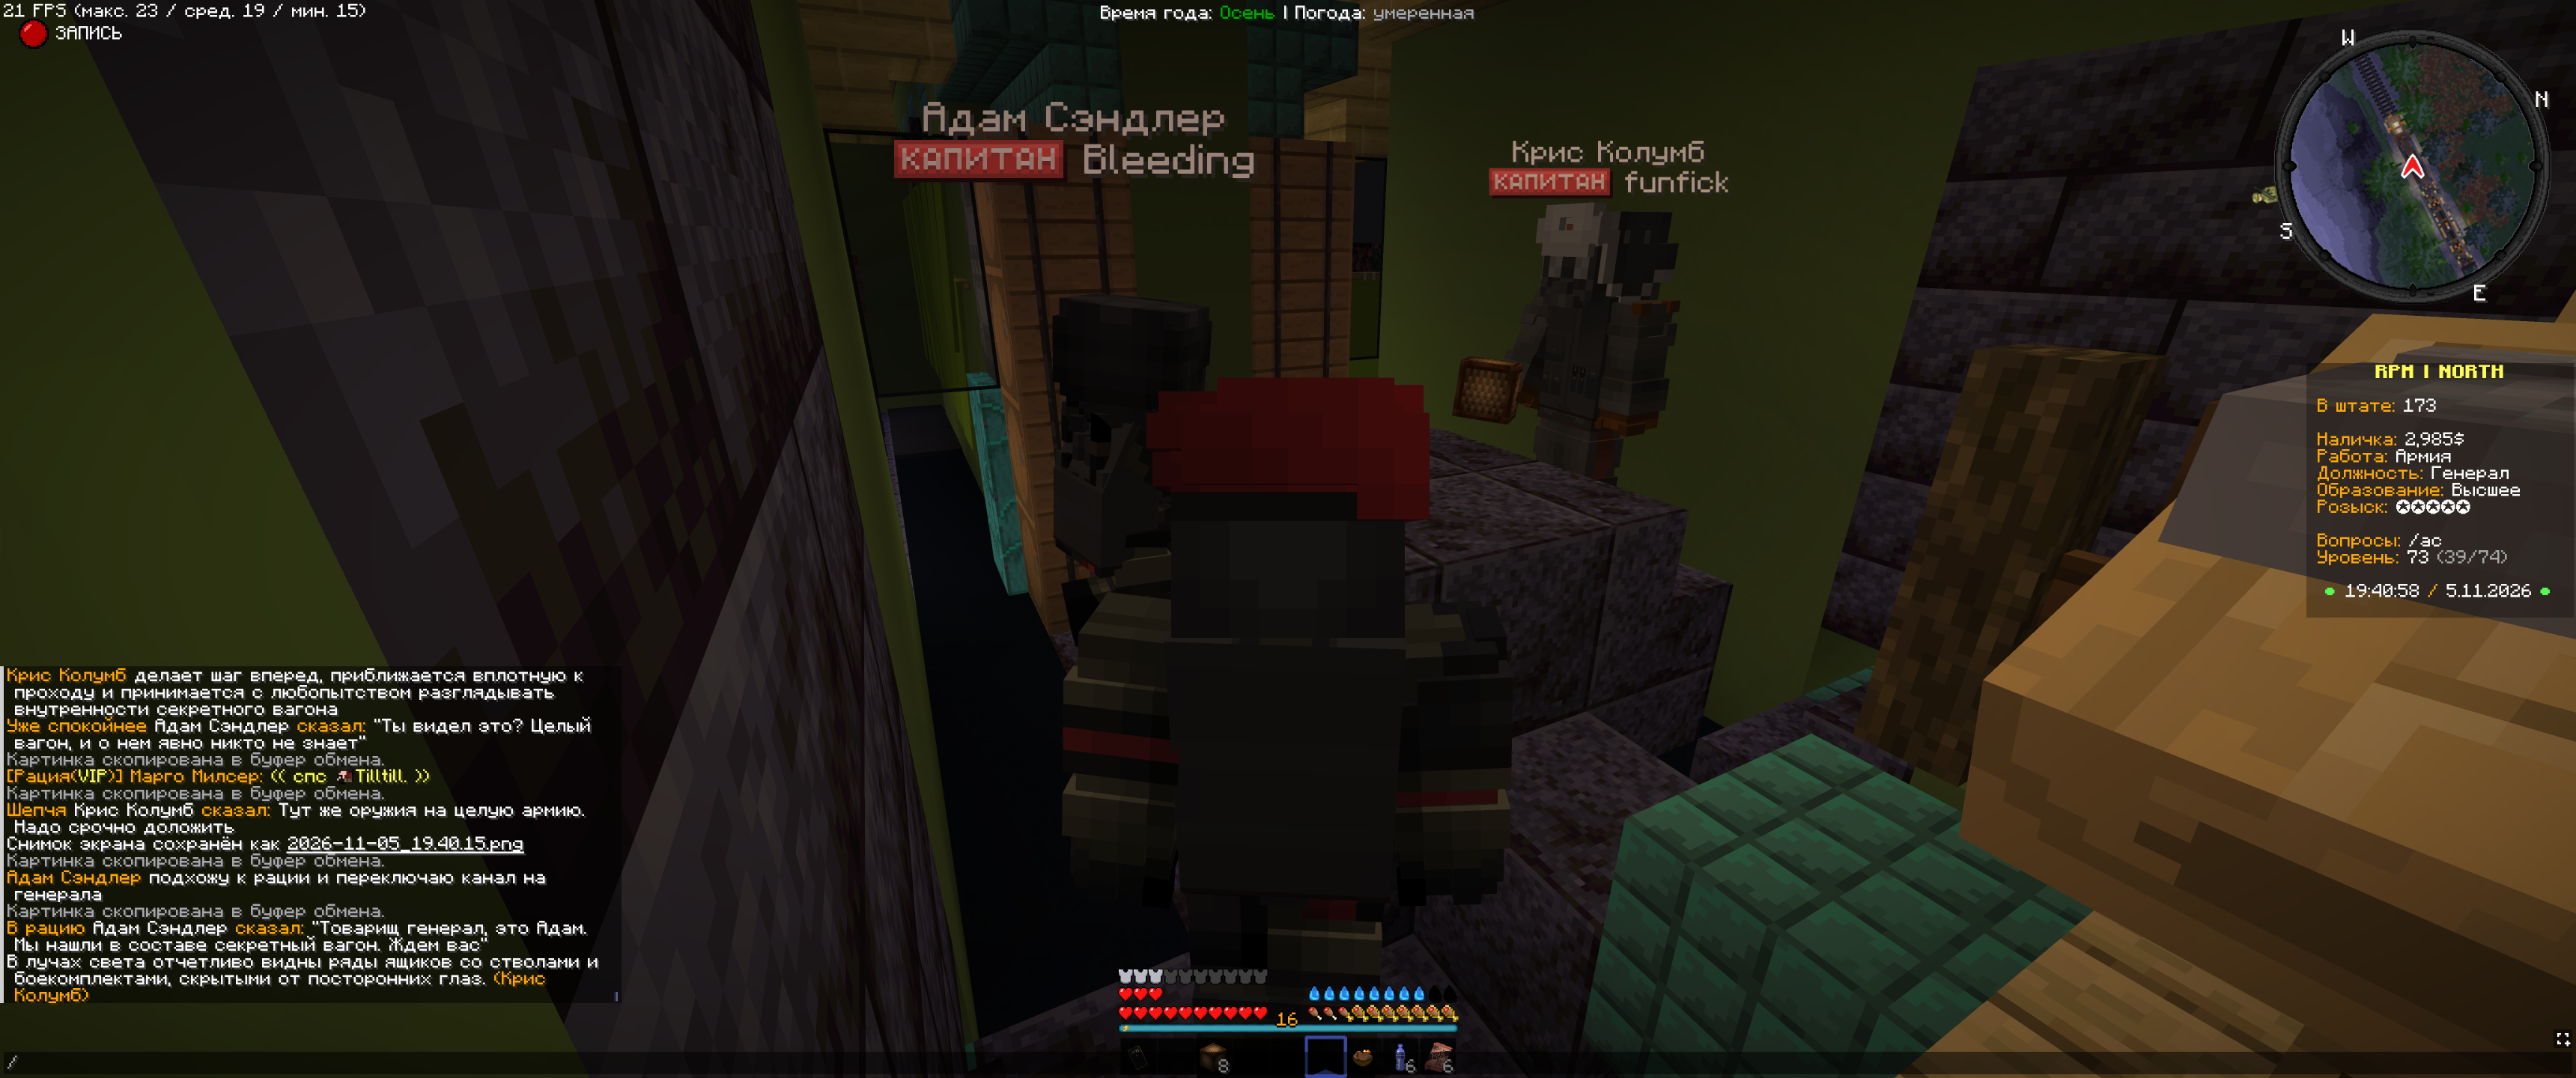 21 FPS (макс. 23 / сред. 19 / мин. 15)
ЗАПИСЬ
Время года: Осень | Погода: умеренная
W
N
S
E
Адам Сэндлер
КАПИТАН Bleeding
Крис Колумб
КАПИТАН funfick
RPM | NORTH
В штате: 173
Наличка: 2,985$
Работа: Армия
Должность: Генерал
Образование: Высшее
Розыск: ✪✪✪✪✪
Вопросы: /ac
Уровень: 73 (39/74)
• 19:40:58 / 5.11.2026 •
Крис Колумб делает шаг вперед, приближается вплотную к
проходу и принимается с любопытством разглядывать
внутренности секретного вагона
Уже спокойнее Адам Сэндлер сказал: "Ты видел это? Целый
вагон, и о нем явно никто не знает"
Картинка скопирована в буфер обмена.
[Рация(VIP)] Марго Милсер: (( спс Tilltill. ))
Картинка скопирована в буфер обмена.
Шепча Крис Колумб сказал: Тут же оружия на целую армию.
Надо срочно доложить
Снимок экрана сохранён как 2026-11-05_19.40.15.png
Картинка скопирована в буфер обмена.
Адам Сэндлер подхожу к рации и переключаю канал на
генерала
Картинка скопирована в буфер обмена.
В рацию Адам Сэндлер сказал: "Товарищ генерал, это Адам.
Мы нашли в составе секретный вагон. Ждем вас"
В лучах света отчетливо видны ряды ящиков со стволами и
боекомплектами, скрытыми от посторонних глаз. (Крис
Колумб)
16
8
6
6
/